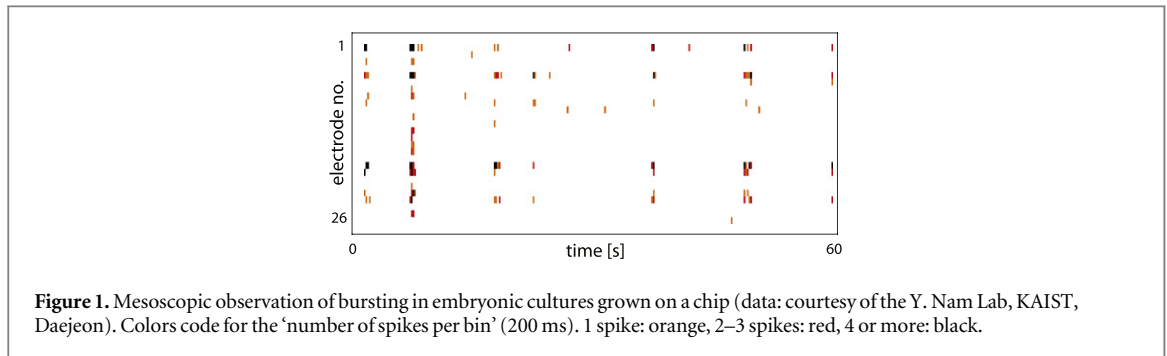 1
electrode no.
26
0
time [s]
60
Figure 1. Mesoscopic observation of bursting in embryonic cultures grown on a chip (data: courtesy of the Y. Nam Lab, KAIST,
Daejeon). Colors code for the ‘number of spikes per bin’ (200 ms). 1 spike: orange, 2–3 spikes: red, 4 or more: black.